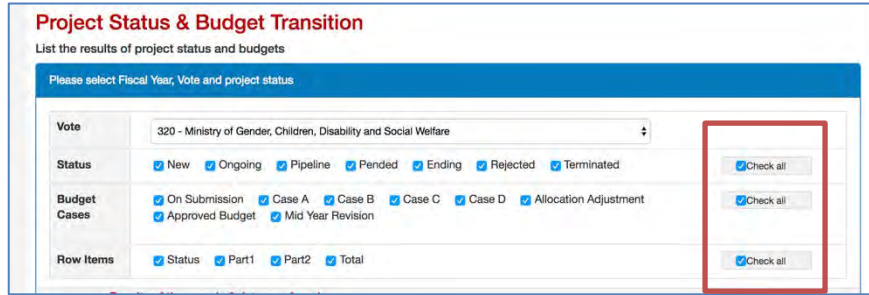 Project Status & Budget Transition
List the results of project status and budgets
Please select Fiscal Year, Vote and project status
Vote 320 - Ministry of Gender, Children, Disability and Social Welfare
Status New Ongoing Pipeline Pended Ending Rejected Terminated Check all
Budget Cases On Submission Case A Case B Case C Case D Allocation Adjustment Check all
Approved Budget Mid Year Revision
Row Items Status Part1 Part2 Total Check all